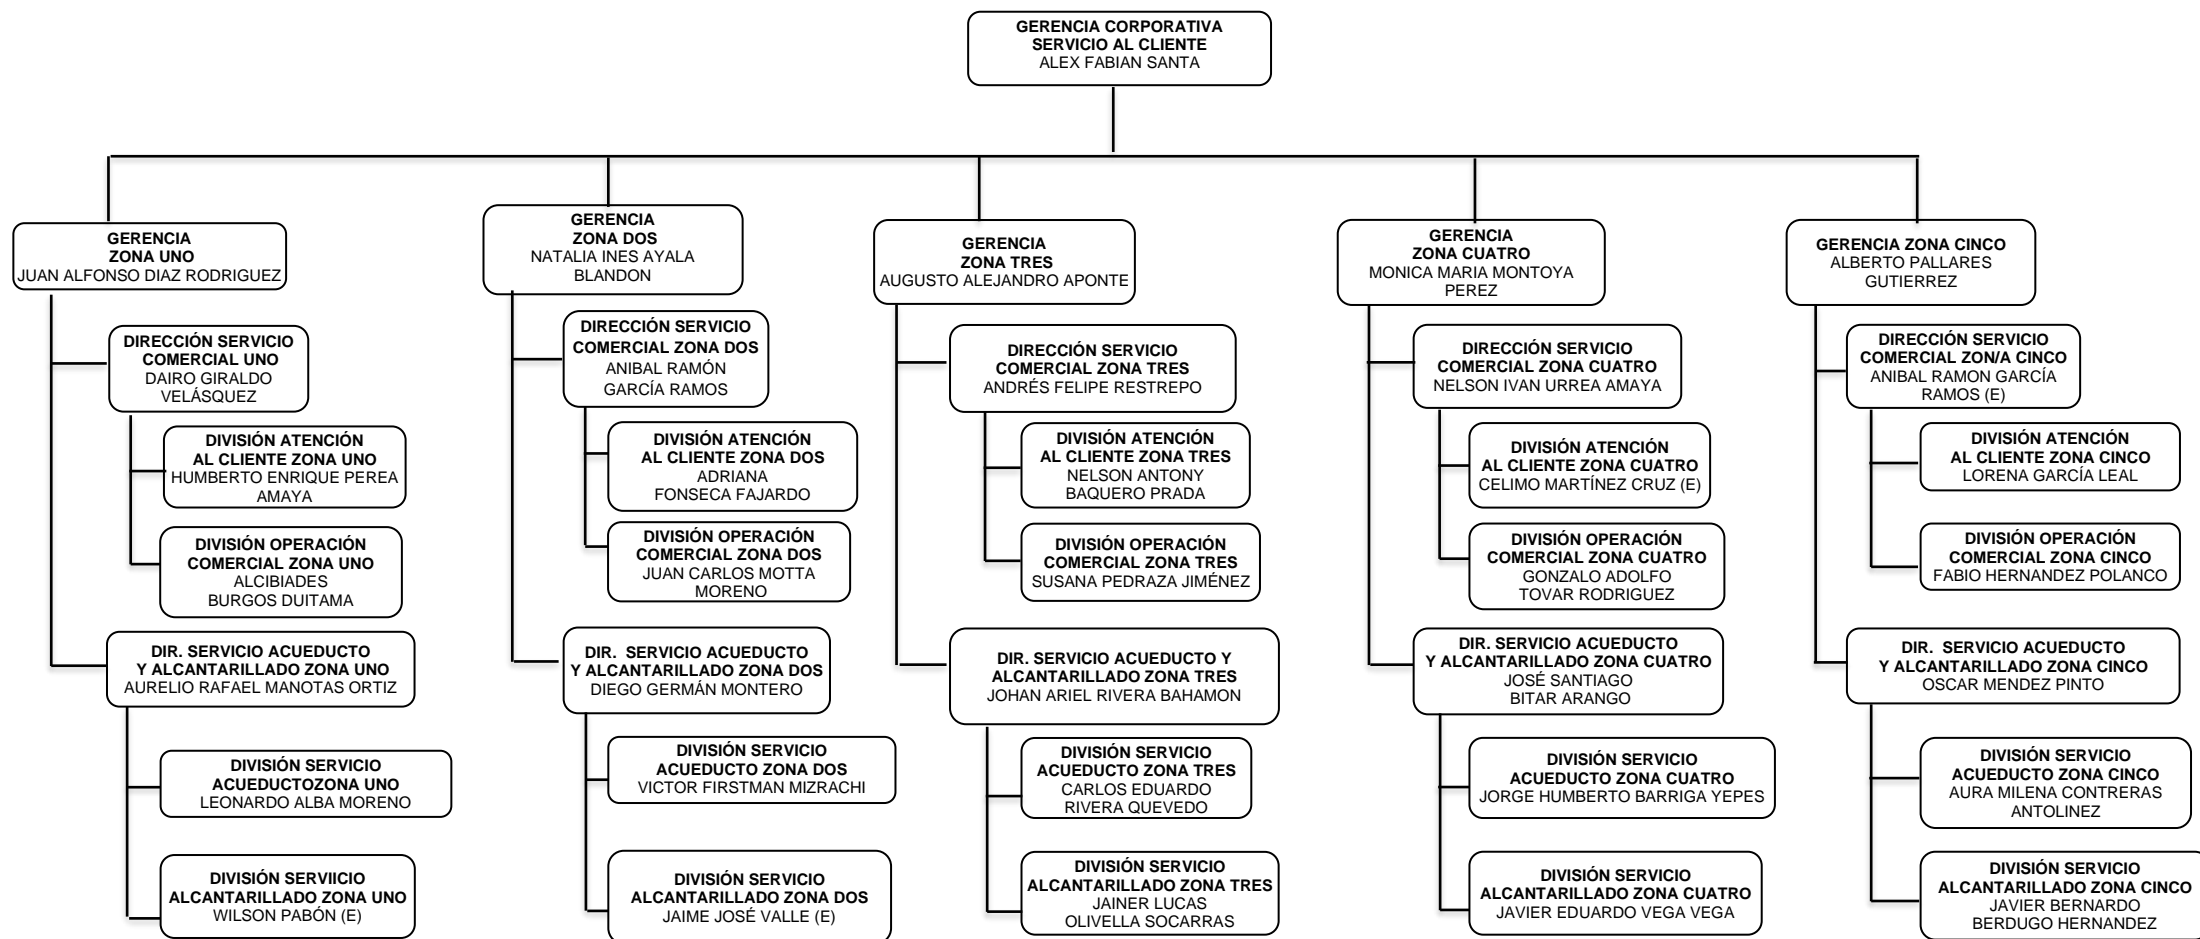 GERENCIA CORPORATIVA
SERVICIO AL CLIENTE
ALEX FABIAN SANTA
GERENCIA
ZONA UNO
JUAN ALFONSO DIAZ RODRIGUEZ
DIRECCIÓN SERVICIO
COMERCIAL UNO
DAIRO GIRALDO
VELÁSQUEZ
DIVISIÓN ATENCIÓN
AL CLIENTE ZONA UNO
HUMBERTO ENRIQUE PEREA
AMAYA
DIVISIÓN OPERACIÓN
COMERCIAL ZONA UNO
ALCIBIADES
BURGOS DUITAMA
DIR. SERVICIO ACUEDUCTO
Y ALCANTARILLADO ZONA UNO
AURELIO RAFAEL MANOTAS ORTIZ
DIVISIÓN SERVICIO
ACUEDUCTOZONA UNO
LEONARDO ALBA MORENO
DIVISIÓN SERVIICIO
ALCANTARILLADO ZONA UNO
WILSON PABÓN (E)
GERENCIA
ZONA DOS
NATALIA INES AYALA
BLANDON
DIRECCIÓN SERVICIO
COMERCIAL ZONA DOS
ANIBAL RAMÓN
GARCÍA RAMOS
DIVISIÓN ATENCIÓN
AL CLIENTE ZONA DOS
ADRIANA
FONSECA FAJARDO
DIVISIÓN OPERACIÓN
COMERCIAL ZONA DOS
JUAN CARLOS MOTTA
MORENO
DIR.  SERVICIO ACUEDUCTO
Y ALCANTARILLADO ZONA DOS
DIEGO GERMÁN MONTERO
DIVISIÓN SERVICIO
ACUEDUCTO ZONA DOS
VICTOR FIRSTMAN MIZRACHI
DIVISIÓN SERVICIO
ALCANTARILLADO ZONA DOS
JAIME JOSÉ VALLE (E)
GERENCIA
ZONA TRES
AUGUSTO ALEJANDRO APONTE
DIRECCIÓN SERVICIO
COMERCIAL ZONA TRES
ANDRÉS FELIPE RESTREPO
DIVISIÓN ATENCIÓN
AL CLIENTE ZONA TRES
NELSON ANTONY
BAQUERO PRADA
DIVISIÓN OPERACIÓN
COMERCIAL ZONA TRES
SUSANA PEDRAZA JIMÉNEZ
DIR. SERVICIO ACUEDUCTO Y
ALCANTARILLADO ZONA TRES
JOHAN ARIEL RIVERA BAHAMON
DIVISIÓN SERVICIO
ACUEDUCTO ZONA TRES
CARLOS EDUARDO
RIVERA QUEVEDO
DIVISIÓN SERVICIO
ALCANTARILLADO ZONA TRES
JAINER LUCAS
OLIVELLA SOCARRAS
GERENCIA
ZONA CUATRO
MONICA MARIA MONTOYA
PEREZ
DIRECCIÓN SERVICIO
COMERCIAL ZONA CUATRO
NELSON IVAN URREA AMAYA
DIVISIÓN ATENCIÓN
AL CLIENTE ZONA CUATRO
CELIMO MARTÍNEZ CRUZ (E)
DIVISIÓN OPERACIÓN
COMERCIAL ZONA CUATRO
GONZALO ADOLFO
TOVAR RODRIGUEZ
DIR. SERVICIO ACUEDUCTO
Y ALCANTARILLADO ZONA CUATRO
JOSÉ SANTIAGO
BITAR ARANGO
DIVISIÓN SERVICIO
ACUEDUCTO ZONA CUATRO
JORGE HUMBERTO BARRIGA YEPES
DIVISIÓN SERVICIO
ALCANTARILLADO ZONA CUATRO
JAVIER EDUARDO VEGA VEGA
GERENCIA ZONA CINCO
ALBERTO PALLARES
GUTIERREZ
DIRECCIÓN SERVICIO
COMERCIAL ZON/A CINCO
ANIBAL RAMON GARCÍA
RAMOS (E)
DIVISIÓN ATENCIÓN
AL CLIENTE ZONA CINCO
LORENA GARCÍA LEAL
DIVISIÓN OPERACIÓN
COMERCIAL ZONA CINCO
FABIO HERNANDEZ POLANCO
DIR.  SERVICIO ACUEDUCTO
Y ALCANTARILLADO ZONA CINCO
OSCAR MENDEZ PINTO
DIVISIÓN SERVICIO
ACUEDUCTO ZONA CINCO
AURA MILENA CONTRERAS
ANTOLINEZ
DIVISIÓN SERVICIO
ALCANTARILLADO ZONA CINCO
JAVIER BERNARDO
BERDUGO HERNANDEZ